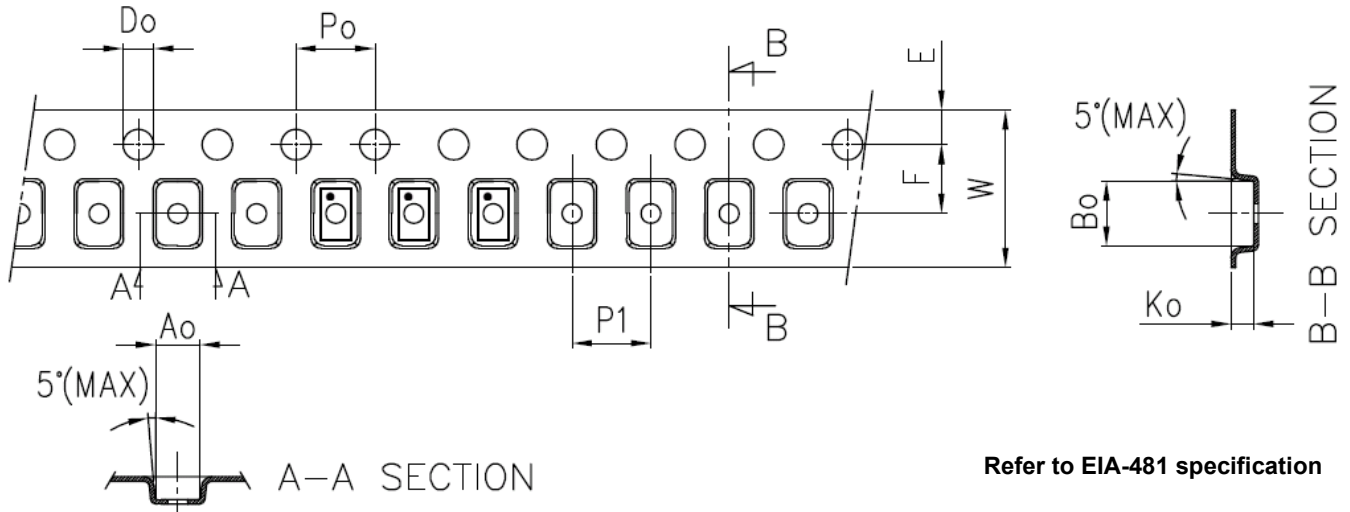 Do
Po
B
E
5°(MAX)
F
W
Bo
B-B SECTION
A
A
P1
B
Ko
Ao
5°(MAX)
A-A SECTION
Refer to EIA-481 specification